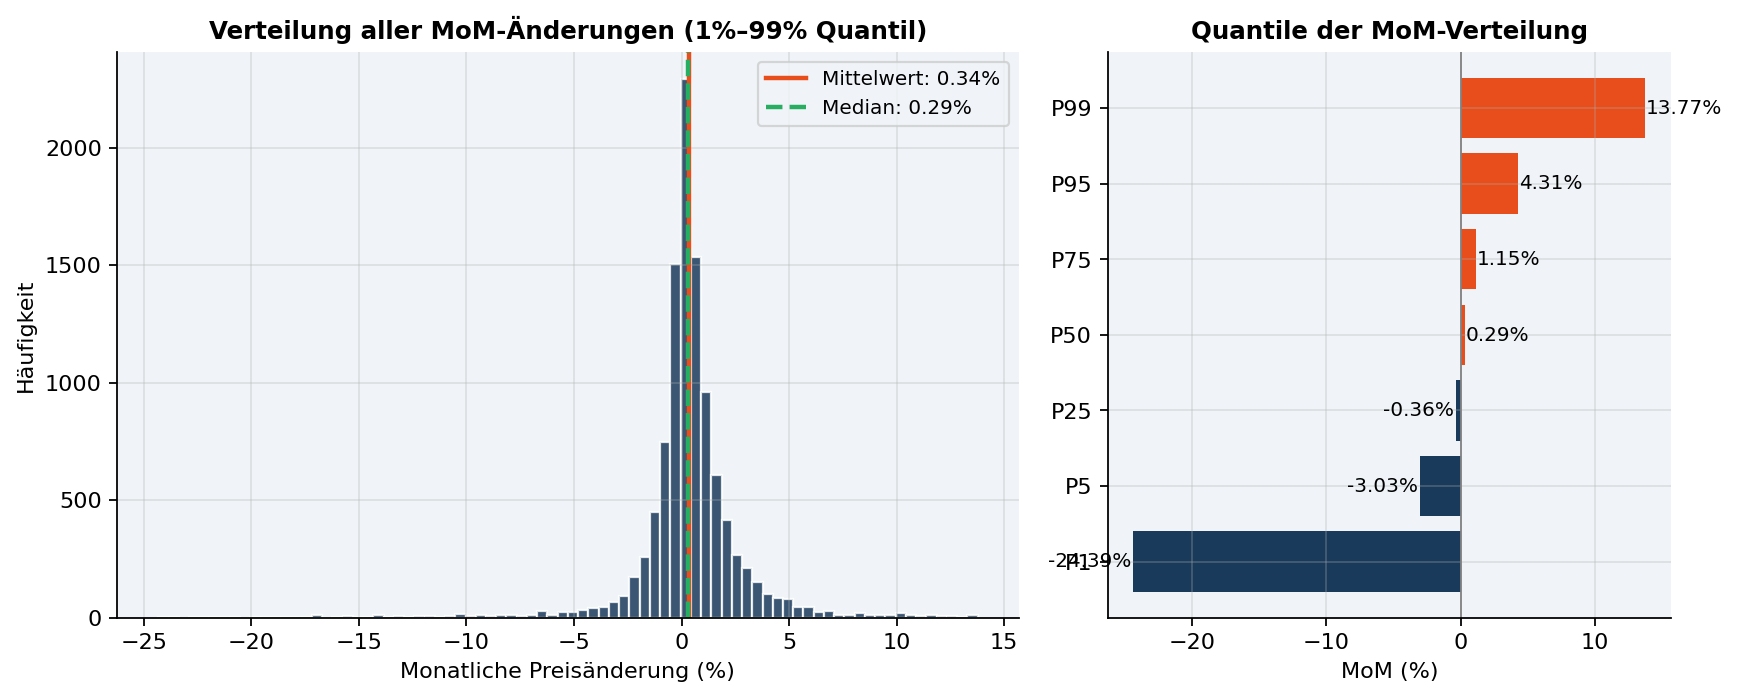 Verteilung aller MoM-Änderungen (1%–99% Quantil)
Mittelwert: 0.34%
Median: 0.29%
Häufigkeit
2000
1500
1000
500
0
−25 −20 −15 −10 −5 0 5 10 15
Monatliche Preisänderung (%)
Quantile der MoM-Verteilung
P99 13.77%
P95 4.31%
P75 1.15%
P50 0.29%
P25 -0.36%
P5 -3.03%
P1 -24.39%
−20 −10 0 10
MoM (%)